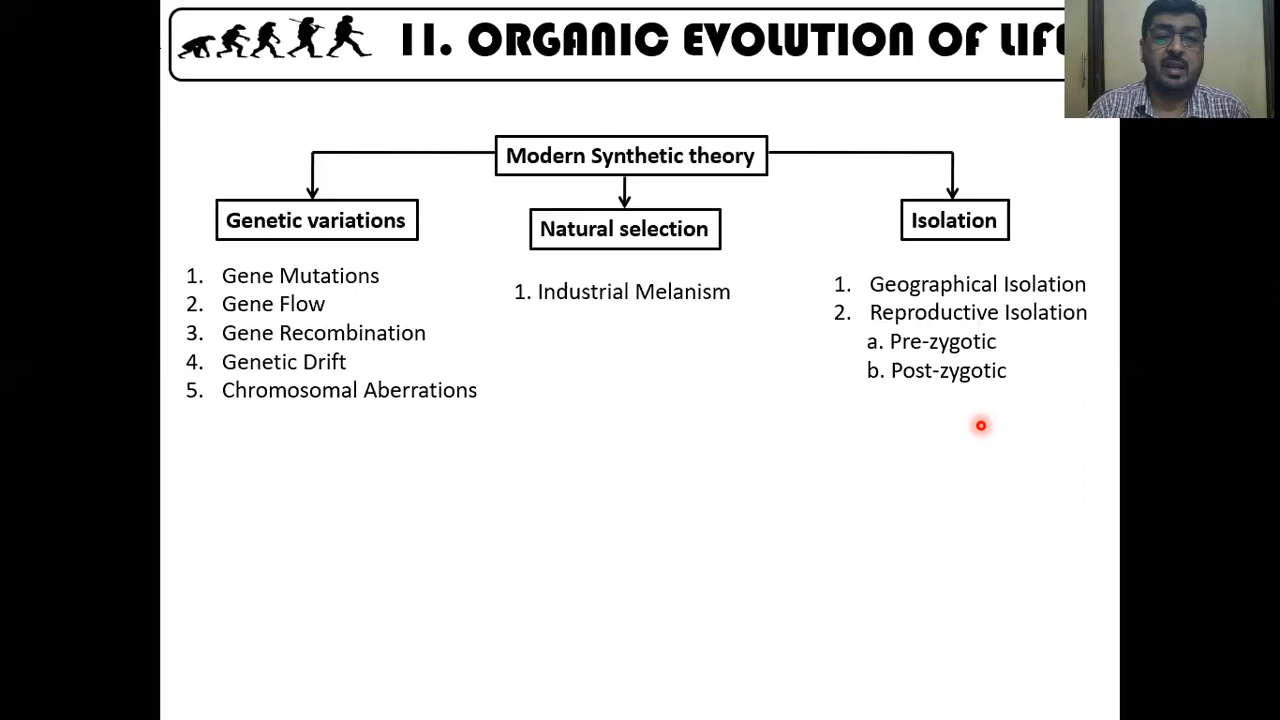 11. ORGANIC EVOLUTION OF LIFE
Modern Synthetic theory
Genetic variations
1. Gene Mutations
2. Gene Flow
3. Gene Recombination
4. Genetic Drift
5. Chromosomal Aberrations
Natural selection
1. Industrial Melanism
Isolation
1. Geographical Isolation
2. Reproductive Isolation
a. Pre-zygotic
b. Post-zygotic